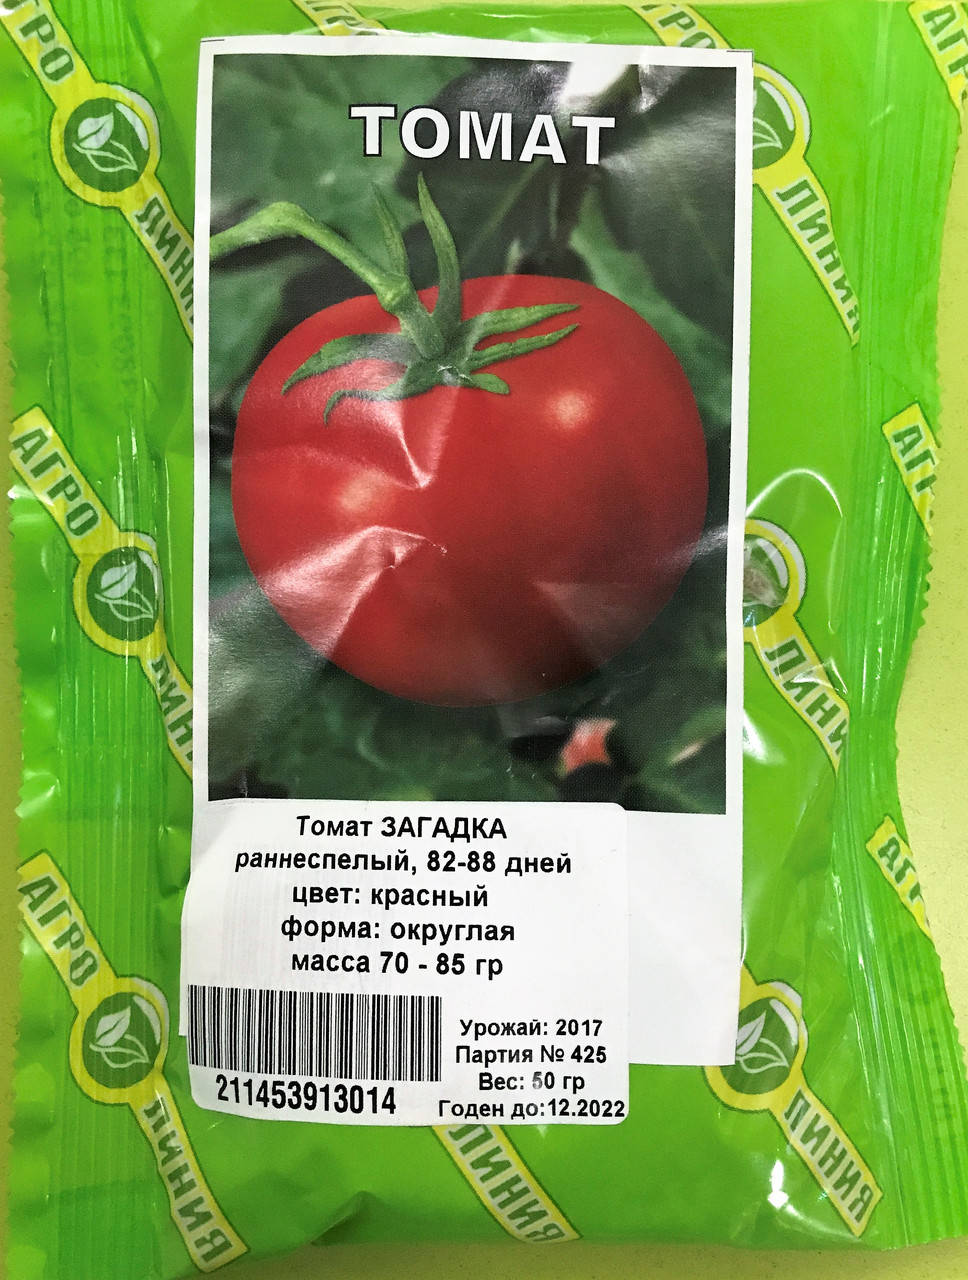 АГРО
ЛИНИЯ
ТОМАТ
АГРО
Томат ЗАГАДКА
раннеспелый, 82-88 дней
цвет: красный
форма: округлая
масса 70 - 85 гр
Урожай: 2017
Партия № 425
Вес: 50 гр
Годен до:12.2022
211453913014
АГРО
ЛИНИЯ
ЛИНИЯ
ЛИНИЯ